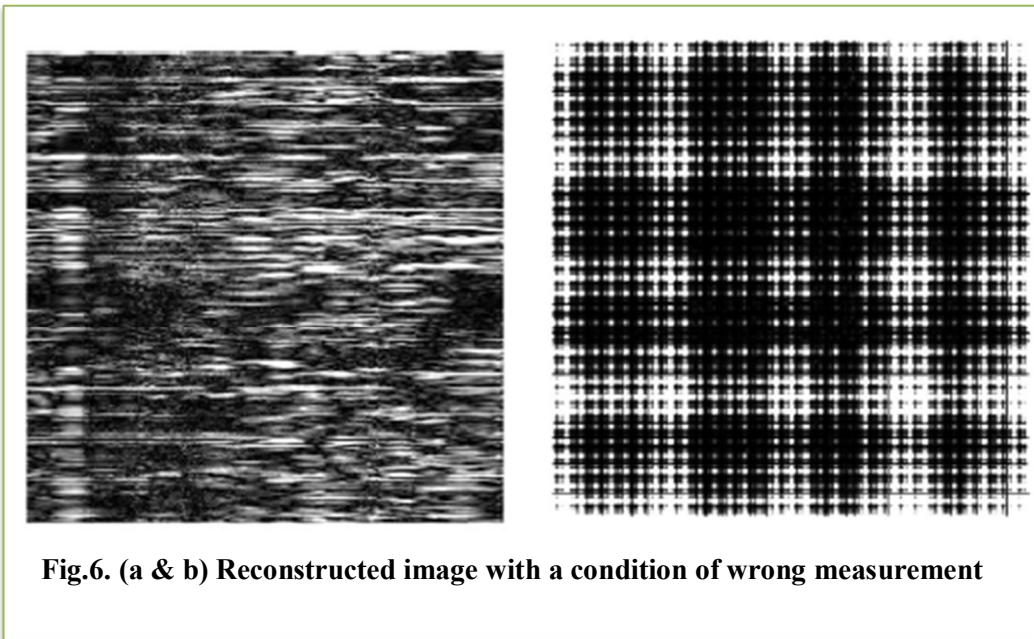 Fig.6. (a & b) Reconstructed image with a condition of wrong measurement